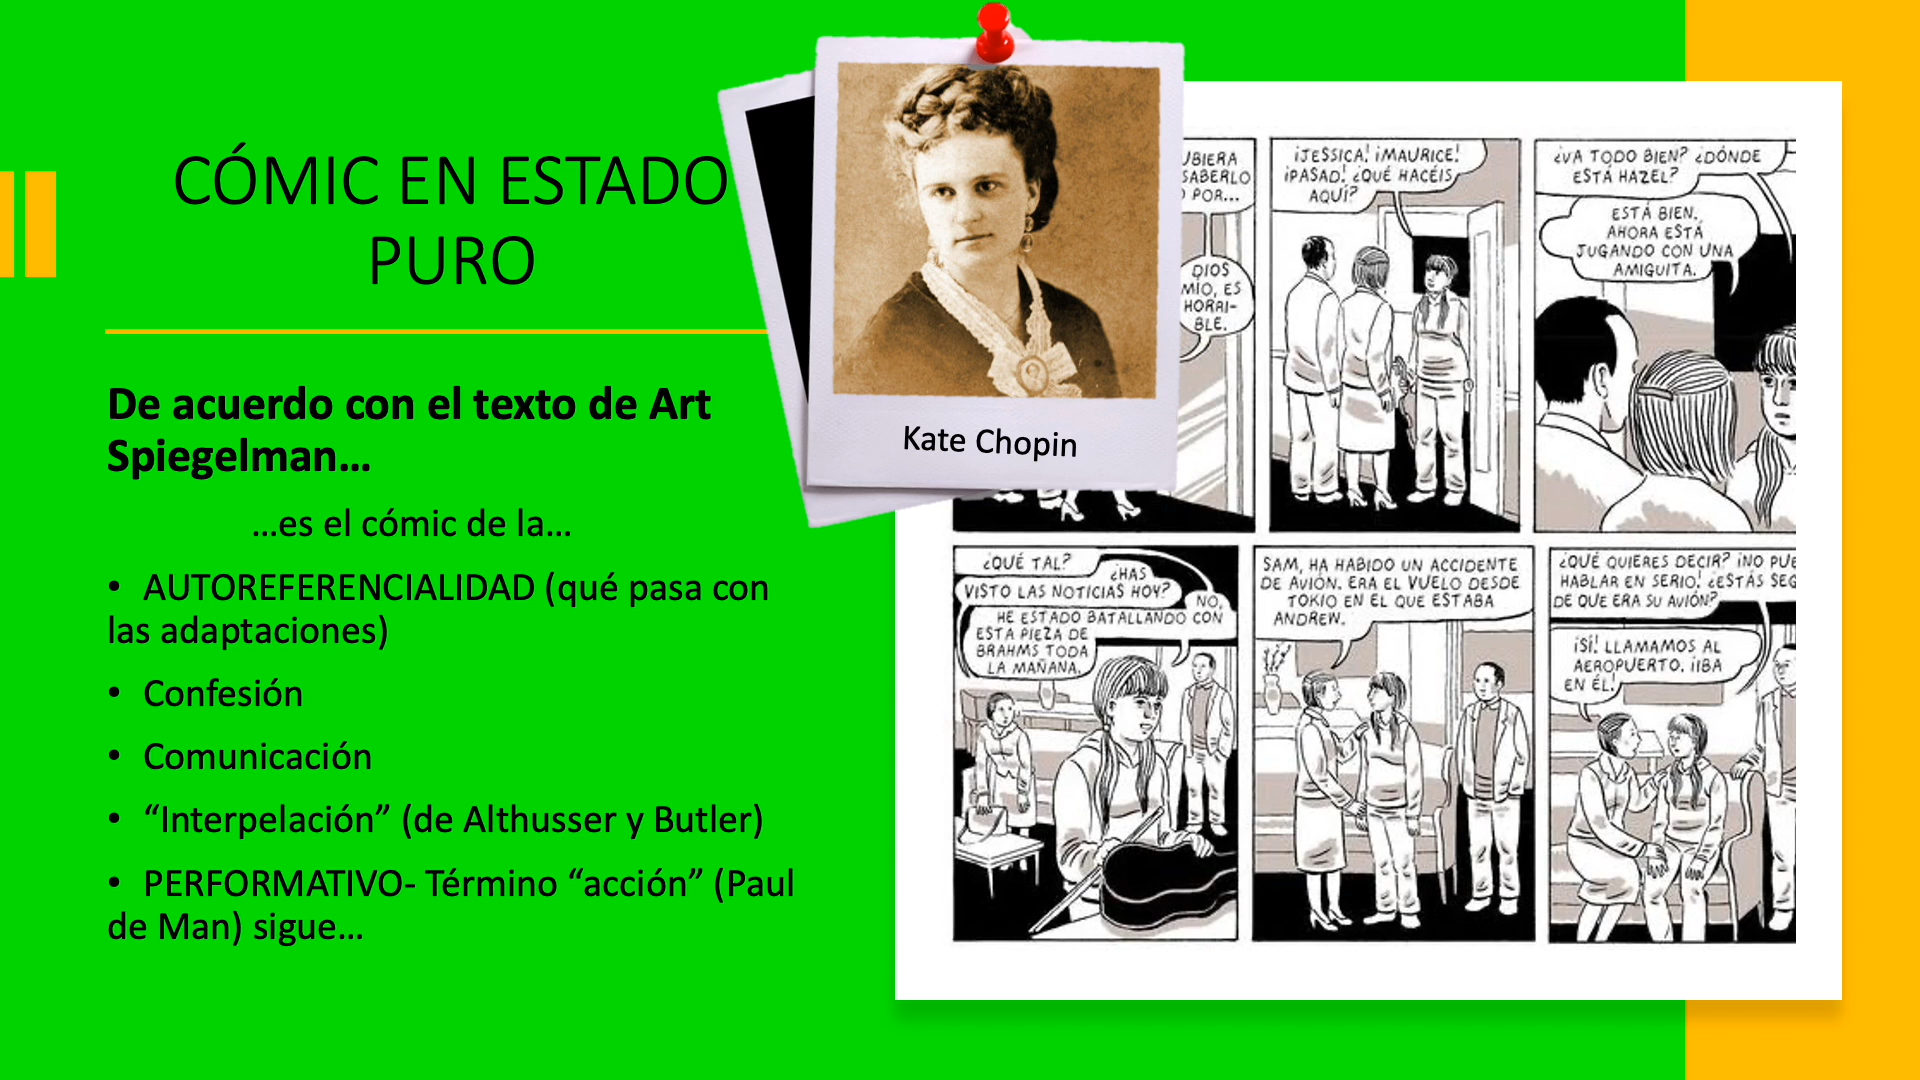 CÓMIC EN ESTADO
PURO
De acuerdo con el texto de Art
Spiegelman...
...es el cómic de la...
• AUTOREFERENCIALIDAD (qué pasa con
las adaptaciones)
• Confesión
• Comunicación
• “Interpelación” (de Althusser y Butler)
• PERFORMATIVO- Término “acción” (Paul
de Man) sigue...
Kate Chopin
SABERLO
POR...
DIOS
MÍO, ES
HORRI-
BLE.
¡JESSICA! ¡MAURICE!
¡PASAD! ¿QUÉ HACÉIS
AQUÍ?
¿VA TODO BIEN? ¿DÓNDE
ESTÁ HAZEL?
ESTÁ BIEN.
AHORA ESTÁ
JUGANDO CON UNA
AMIGUITA.
¿QUÉ TAL?
¿HAS
VISTO LAS NOTICIAS HOY?
NO,
HE ESTADO BATALLANDO CON
ESTA PIEZA DE
BRAHMS TODA
LA MAÑANA.
SAM, HA HABIDO UN ACCIDENTE
DE AVIÓN. ERA EL VUELO DESDE
TOKIO EN EL QUE ESTABA
ANDREW.
¿QUÉ QUIERES DECIR? ¡NO PUE
HABLAR EN SERIO! ¿ESTÁS SEG
DE QUE ERA SU AVIÓN?
¡SÍ! LLAMAMOS AL
AEROPUERTO. ¡IBA
EN ÉL!